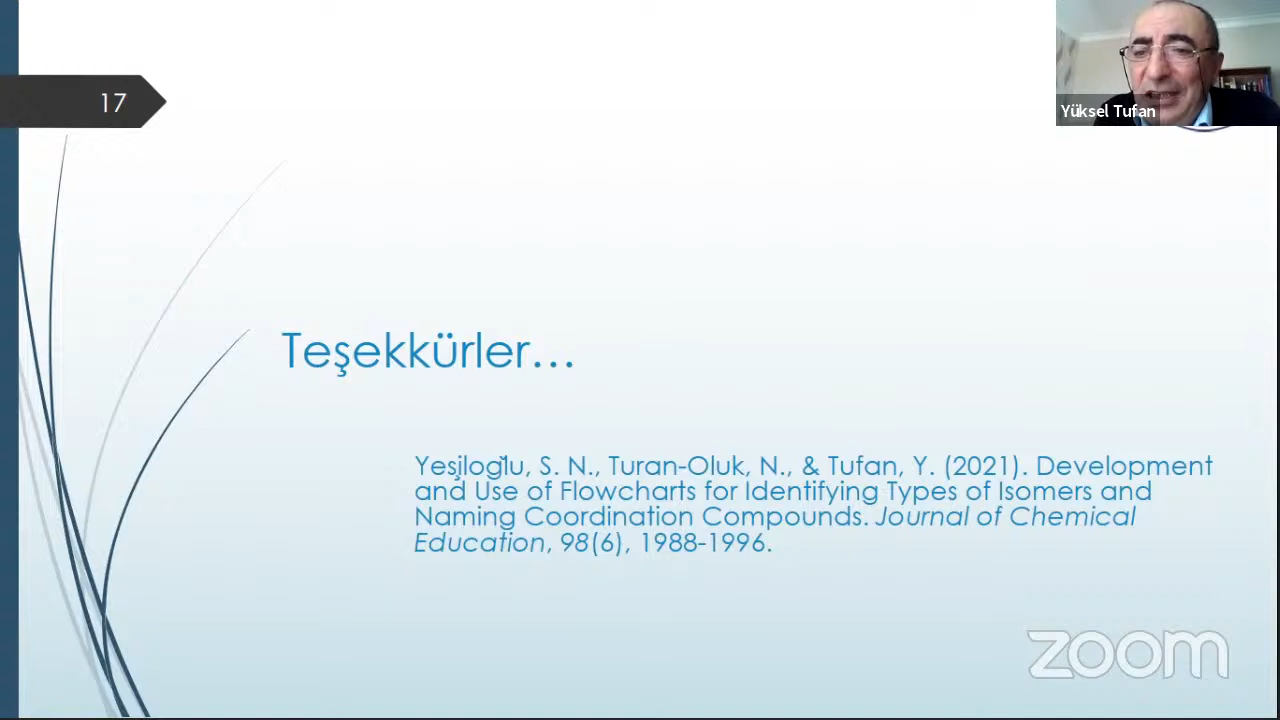 17
Yüksel Tufan
Teşekkürler…
Yeşiloğlu, S. N., Turan-Oluk, N., & Tufan, Y. (2021). Development
and Use of Flowcharts for Identifying Types of Isomers and
Naming Coordination Compounds. Journal of Chemical
Education, 98(6), 1988-1996.
zoom